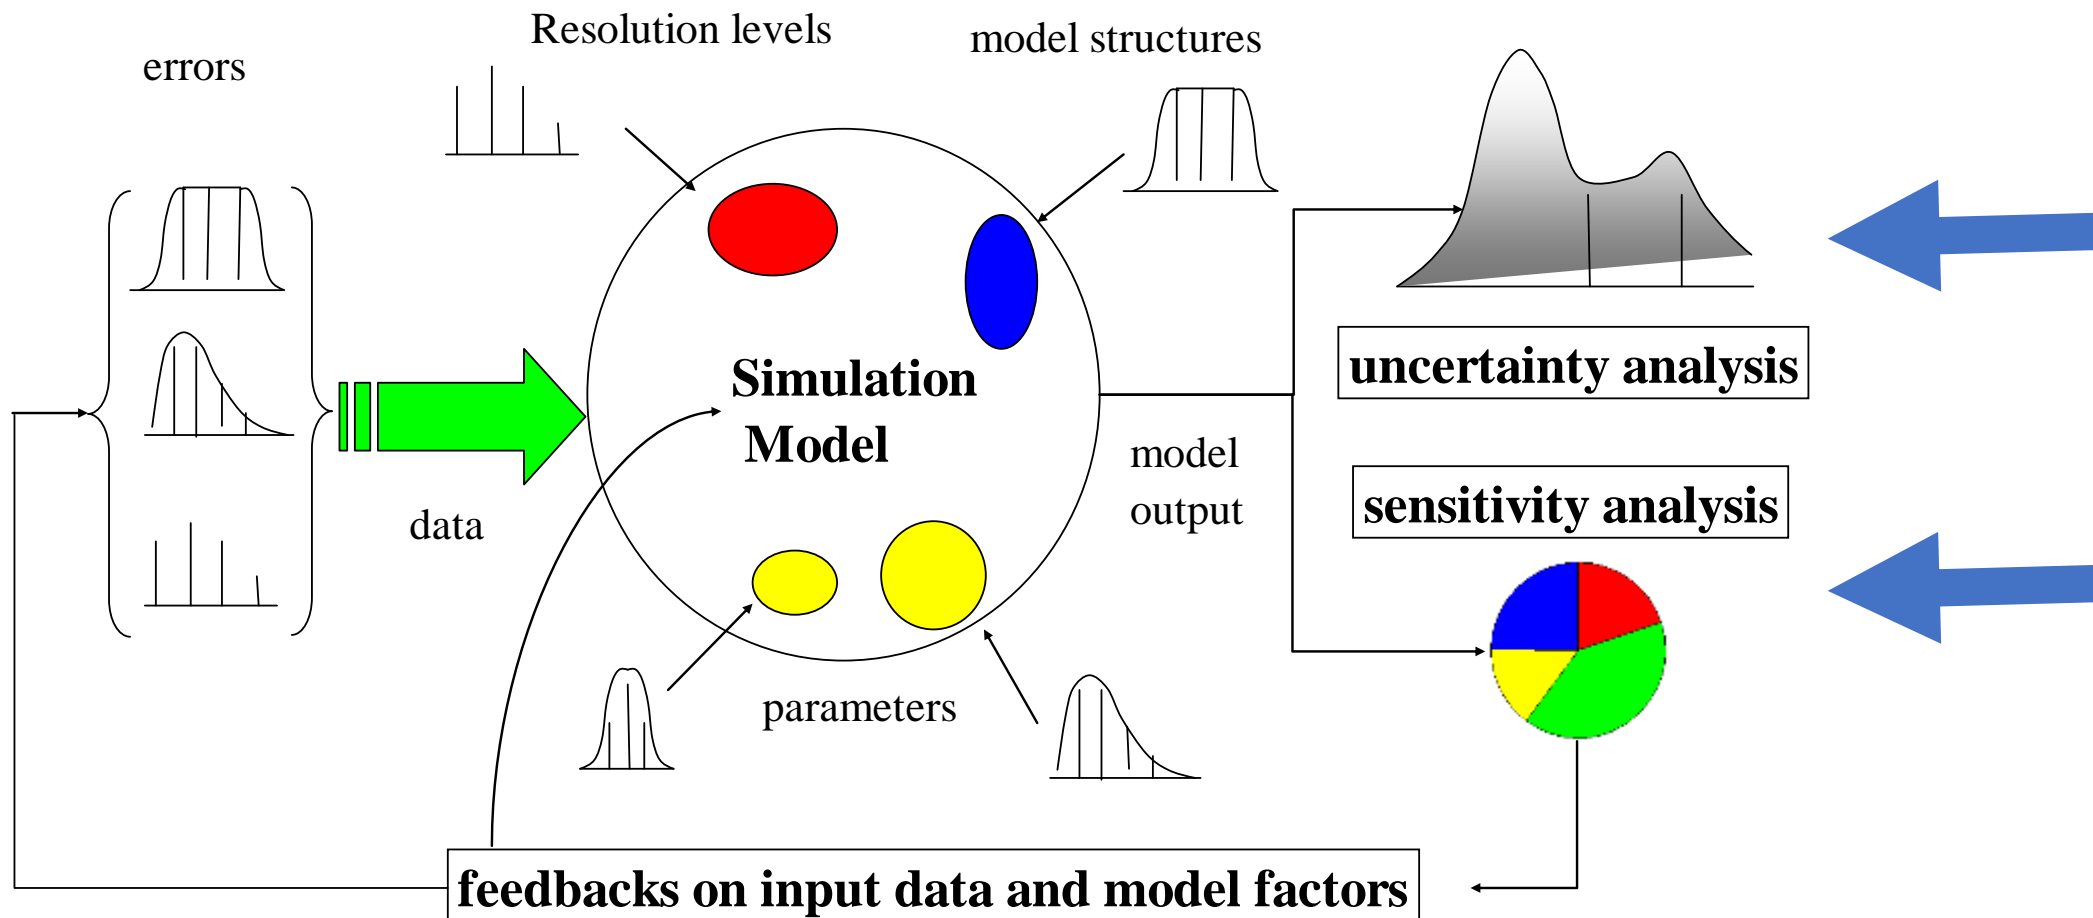 errors
Resolution levels
model structures
Simulation
Model
data
parameters
model
output
uncertainty analysis
sensitivity analysis
feedbacks on input data and model factors